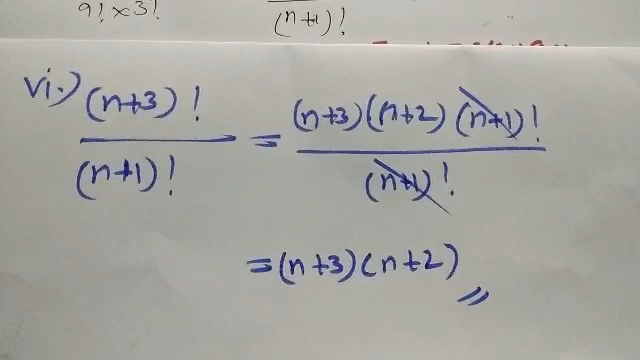 9! × 3!
(n+1)!
vi.) (n+3)! / (n+1)! = (n+3)(n+2)(n+1)! / (n+1)!
= (n+3)(n+2)